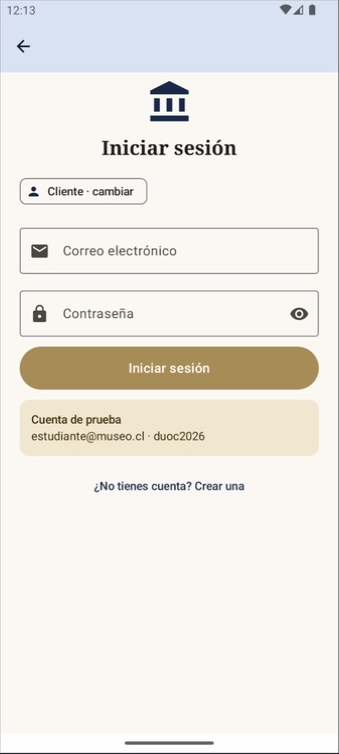 12:13
Iniciar sesión
Cliente · cambiar
Correo electrónico
Contraseña
Iniciar sesión
Cuenta de prueba
estudiante@museo.cl · duoc2026
¿No tienes cuenta? Crear una